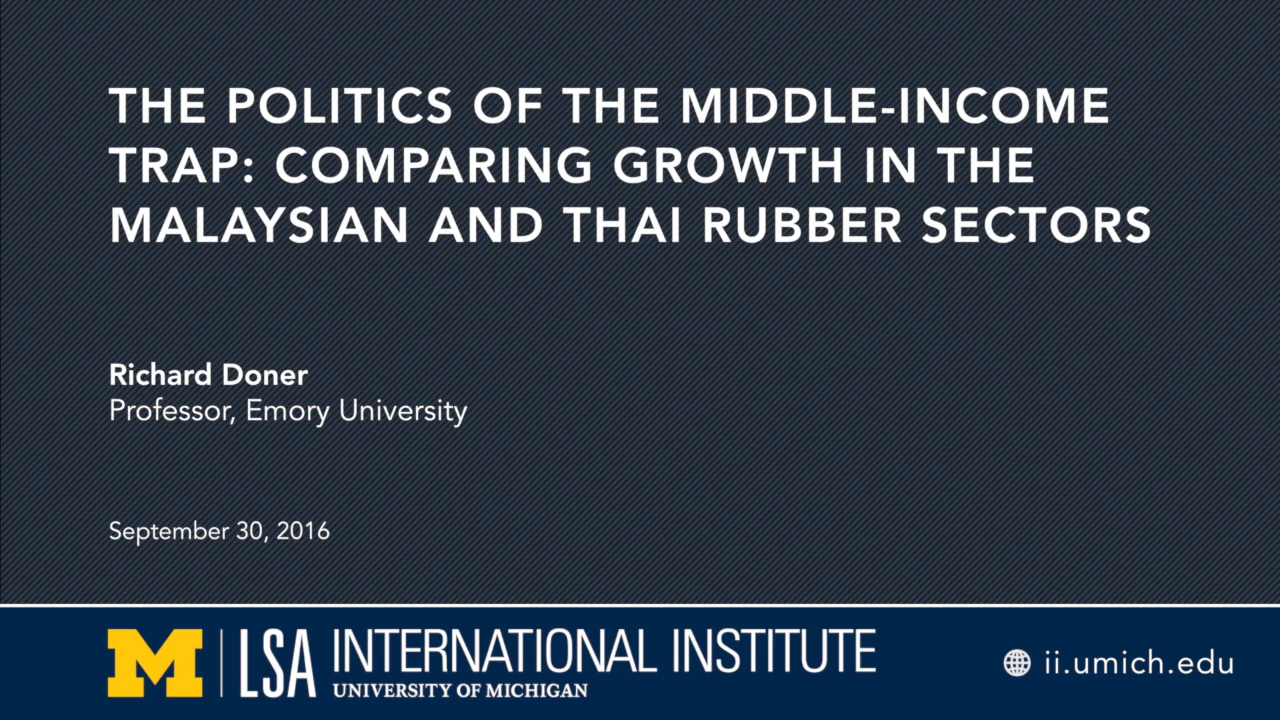 THE POLITICS OF THE MIDDLE-INCOME
TRAP: COMPARING GROWTH IN THE
MALAYSIAN AND THAI RUBBER SECTORS
Richard Doner
Professor, Emory University
September 30, 2016
M LSA INTERNATIONAL INSTITUTE
UNIVERSITY OF MICHIGAN
ii.umich.edu